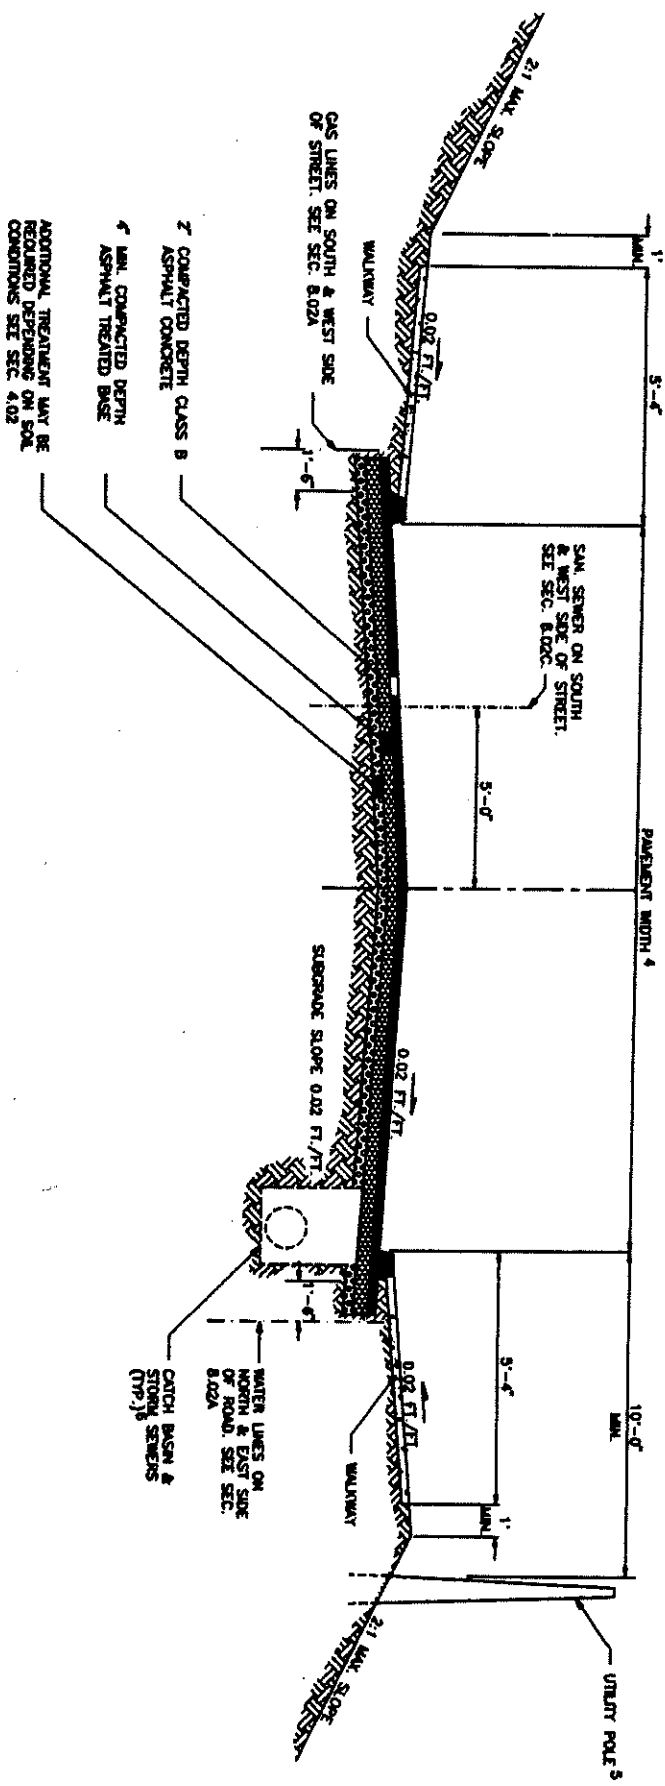 2:1 MAX. SLOPE
1'
MIN.
5'-4"
PAVEMENT WIDTH 4
10'-0"
MIN.
UTILITY POLE 5
0.02 FT./FT.
WALKWAY
GAS LINES ON SOUTH & WEST SIDE
OF STREET. SEE SEC. 8.02A
1'-6"
SAN. SEWER ON SOUTH
& WEST SIDE OF STREET.
SEE SEC. 8.02C.
5'-0"
0.02 FT./FT.
5'-4"
1'
MIN.
0.02 FT./FT.
WALKWAY
2:1 MAX. SLOPE
SUBGRADE SLOPE 0.02 FT./FT.
1'-6"
WATER LINES ON
NORTH & EAST SIDE
OF ROAD. SEE SEC.
8.02A
CATCH BASIN &
STORM SEWERS
(TYP.)6
2" COMPACTED DEPTH CLASS B
ASPHALT CONCRETE
4" MIN. COMPACTED DEPTH
ASPHALT TREATED BASE
ADDITIONAL TREATMENT MAY BE
REQUIRED DEPENDING ON SOIL
CONDITIONS SEE SEC. 4.02